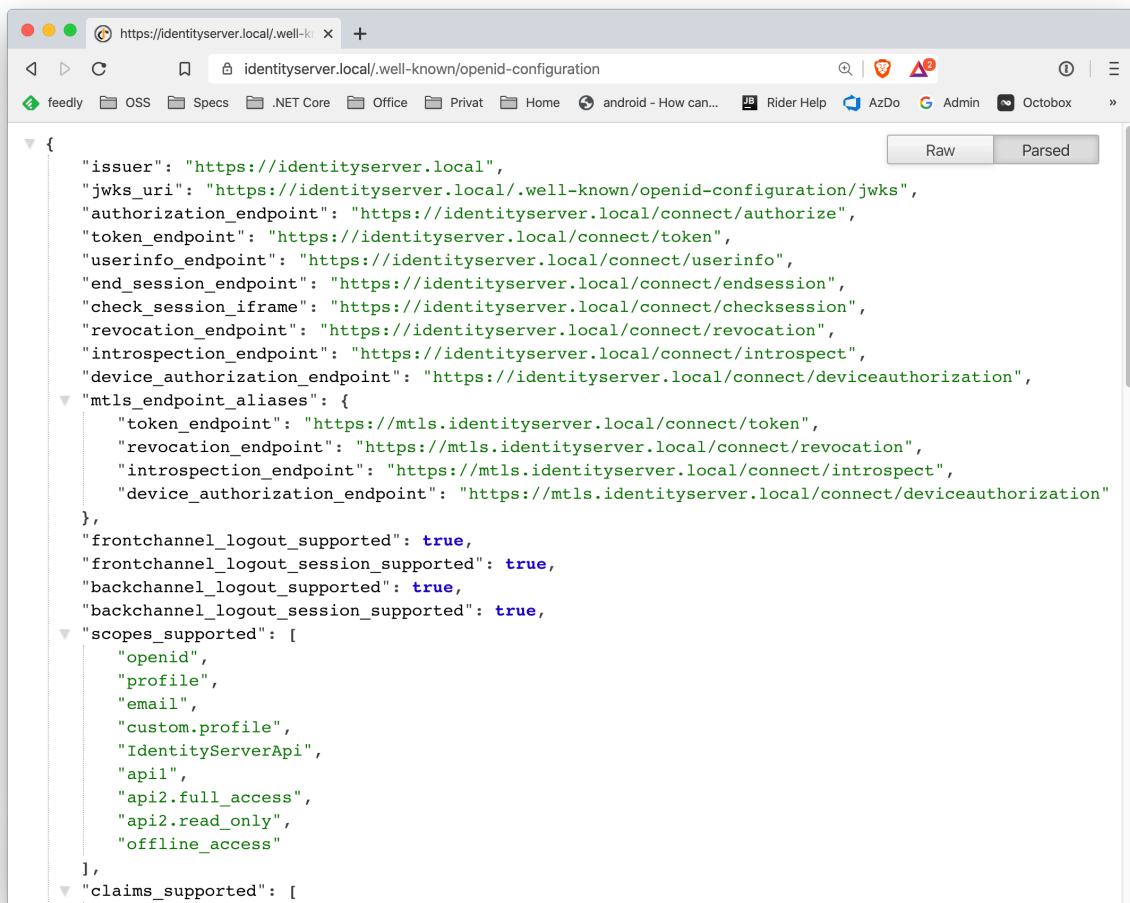 https://identityserver.local/.well-kn
identityserver.local/.well-known/openid-configuration
2
feedly OSS Specs .NET Core Office Privat Home android - How can... JB Rider Help AzDo G Admin Octobox »
Raw Parsed
{
"issuer": "https://identityserver.local",
"jwks_uri": "https://identityserver.local/.well-known/openid-configuration/jwks",
"authorization_endpoint": "https://identityserver.local/connect/authorize",
"token_endpoint": "https://identityserver.local/connect/token",
"userinfo_endpoint": "https://identityserver.local/connect/userinfo",
"end_session_endpoint": "https://identityserver.local/connect/endsession",
"check_session_iframe": "https://identityserver.local/connect/checksession",
"revocation_endpoint": "https://identityserver.local/connect/revocation",
"introspection_endpoint": "https://identityserver.local/connect/introspect",
"device_authorization_endpoint": "https://identityserver.local/connect/deviceauthorization",
"mtls_endpoint_aliases": {
"token_endpoint": "https://mtls.identityserver.local/connect/token",
"revocation_endpoint": "https://mtls.identityserver.local/connect/revocation",
"introspection_endpoint": "https://mtls.identityserver.local/connect/introspect",
"device_authorization_endpoint": "https://mtls.identityserver.local/connect/deviceauthorization"
},
"frontchannel_logout_supported": true,
"frontchannel_logout_session_supported": true,
"backchannel_logout_supported": true,
"backchannel_logout_session_supported": true,
"scopes_supported": [
"openid",
"profile",
"email",
"custom.profile",
"IdentityServerApi",
"api1",
"api2.full_access",
"api2.read_only",
"offline_access"
],
"claims_supported": [